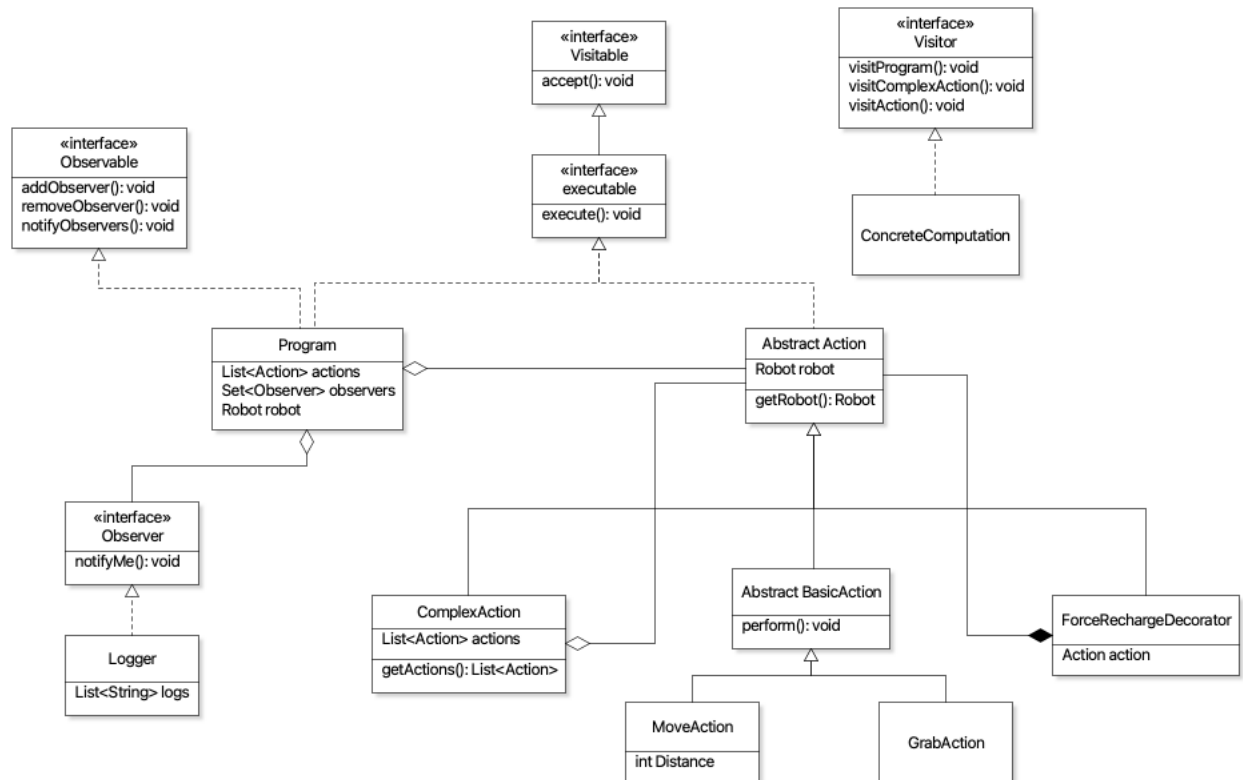 «interface»
Visitable
accept(): void
«interface»
Visitor
visitProgram(): void
visitComplexAction(): void
visitAction(): void
«interface»
Observable
addObserver(): void
removeObserver(): void
notifyObservers(): void
«interface»
executable
execute(): void
ConcreteComputation
Program
List<Action> actions
Set<Observer> observers
Robot robot
Abstract Action
Robot robot
getRobot(): Robot
«interface»
Observer
notifyMe(): void
ComplexAction
List<Action> actions
getActions(): List<Action>
Abstract BasicAction
perform(): void
ForceRechargeDecorator
Action action
Logger
List<String> logs
MoveAction
int Distance
GrabAction